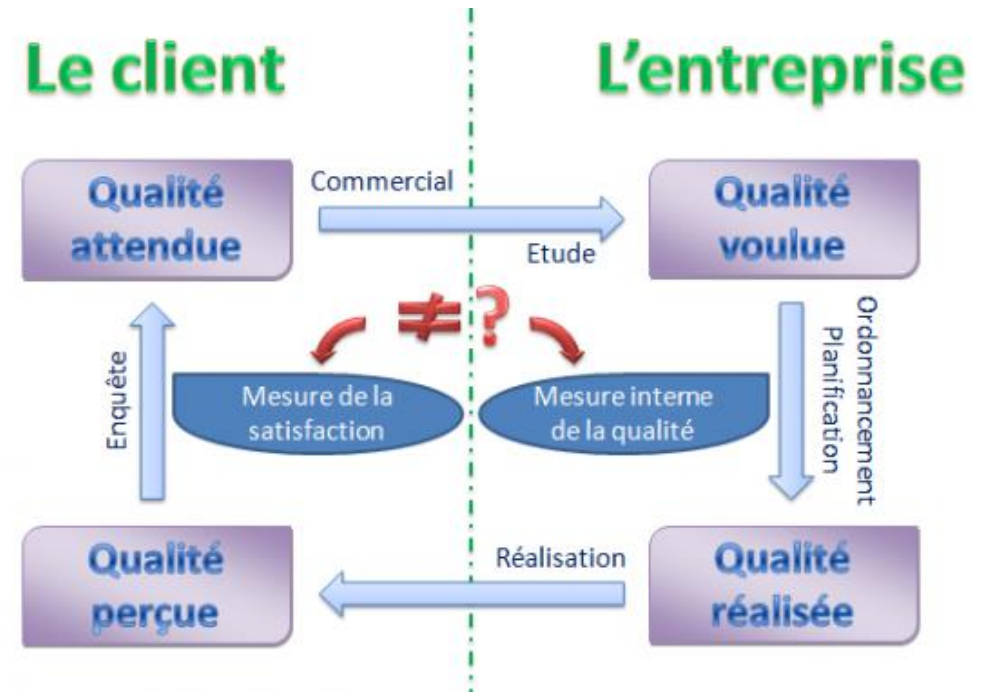 Le client
L'entreprise
Qualité
attendue
Commercial
Etude
Qualité
voulue
≠ ?
Ordonnancement
Planification
Enquête
Mesure de la
satisfaction
Mesure interne
de la qualité
Qualité
perçue
Réalisation
Qualité
réalisée